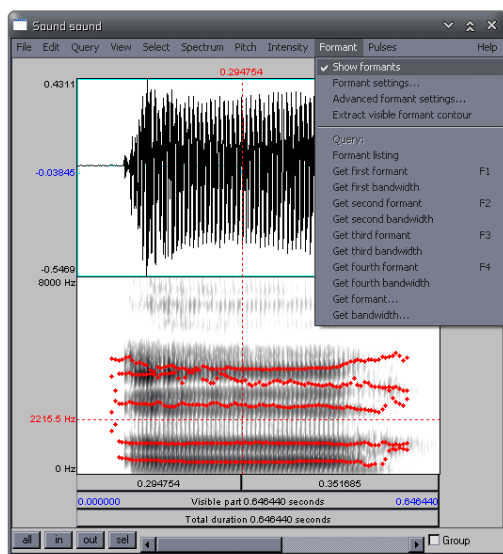 Sound sound
File Edit Query View Select Spectrum Pitch Intensity Formant Pulses Help
0.294754
0.4311
-0.03845
-0.5469
8000 Hz
2215.5 Hz
0 Hz
✓ Show formants
Formant settings...
Advanced formant settings...
Extract visible formant contour
Query:
Formant listing
Get first formant F1
Get first bandwidth
Get second formant F2
Get second bandwidth
Get third formant F3
Get third bandwidth
Get fourth formant F4
Get fourth bandwidth
Get formant...
Get bandwidth...
0.294754 0.351685
0.000000 Visible part 0.646440 seconds 0.646440
Total duration 0.646440 seconds
all in out sel Group